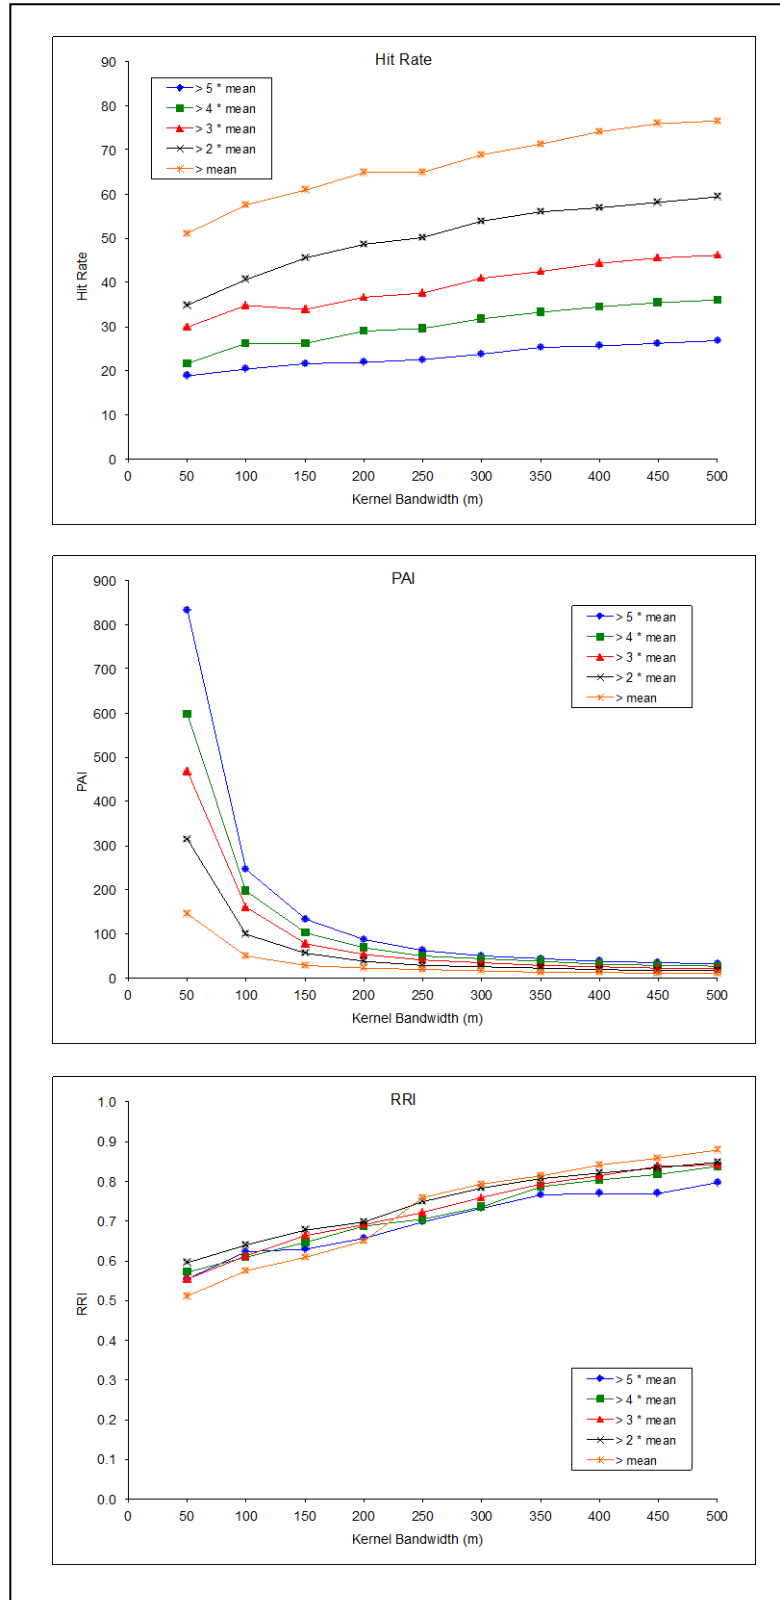 Hit Rate
90
80
70
60
50
40
30
20
10
0
Hit Rate
> 5 * mean
> 4 * mean
> 3 * mean
> 2 * mean
> mean
0 50 100 150 200 250 300 350 400 450 500
Kernel Bandwidth (m)
PAI
900
800
700
600
500
400
300
200
100
0
PAI
> 5 * mean
> 4 * mean
> 3 * mean
> 2 * mean
> mean
0 50 100 150 200 250 300 350 400 450 500
Kernel Bandwidth (m)
RRI
1.0
0.9
0.8
0.7
0.6
0.5
0.4
0.3
0.2
0.1
0.0
RRI
> 5 * mean
> 4 * mean
> 3 * mean
> 2 * mean
> mean
0 50 100 150 200 250 300 350 400 450 500
Kernel Bandwidth (m)